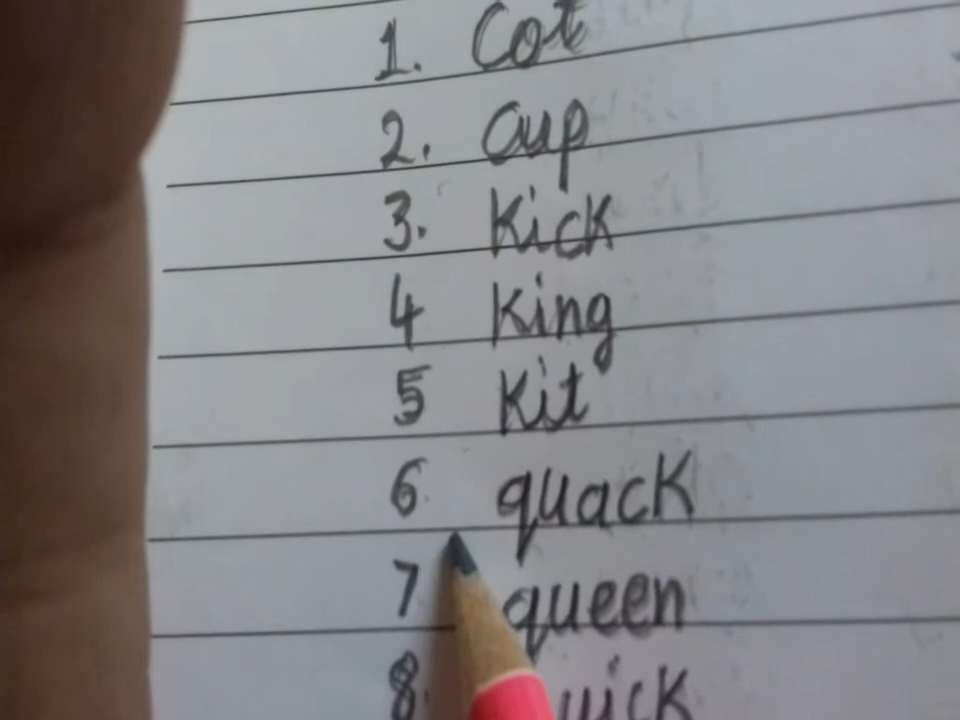 1. Cot
2. Cup
3. Kick
4 King
5 Kit
6 quack
7 queen
8.